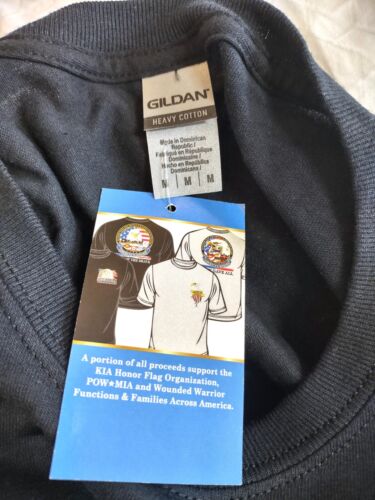 GILDAN®
HEAVY COTTON
Made in Dominican
Republic /
Fabriqué en République
Dominicaine /
Hecho en República
Dominicana /
M M M
A portion of all proceeds support the
KIA Honor Flag Organization,
POW★MIA and Wounded Warrior
Functions & Families Across America.